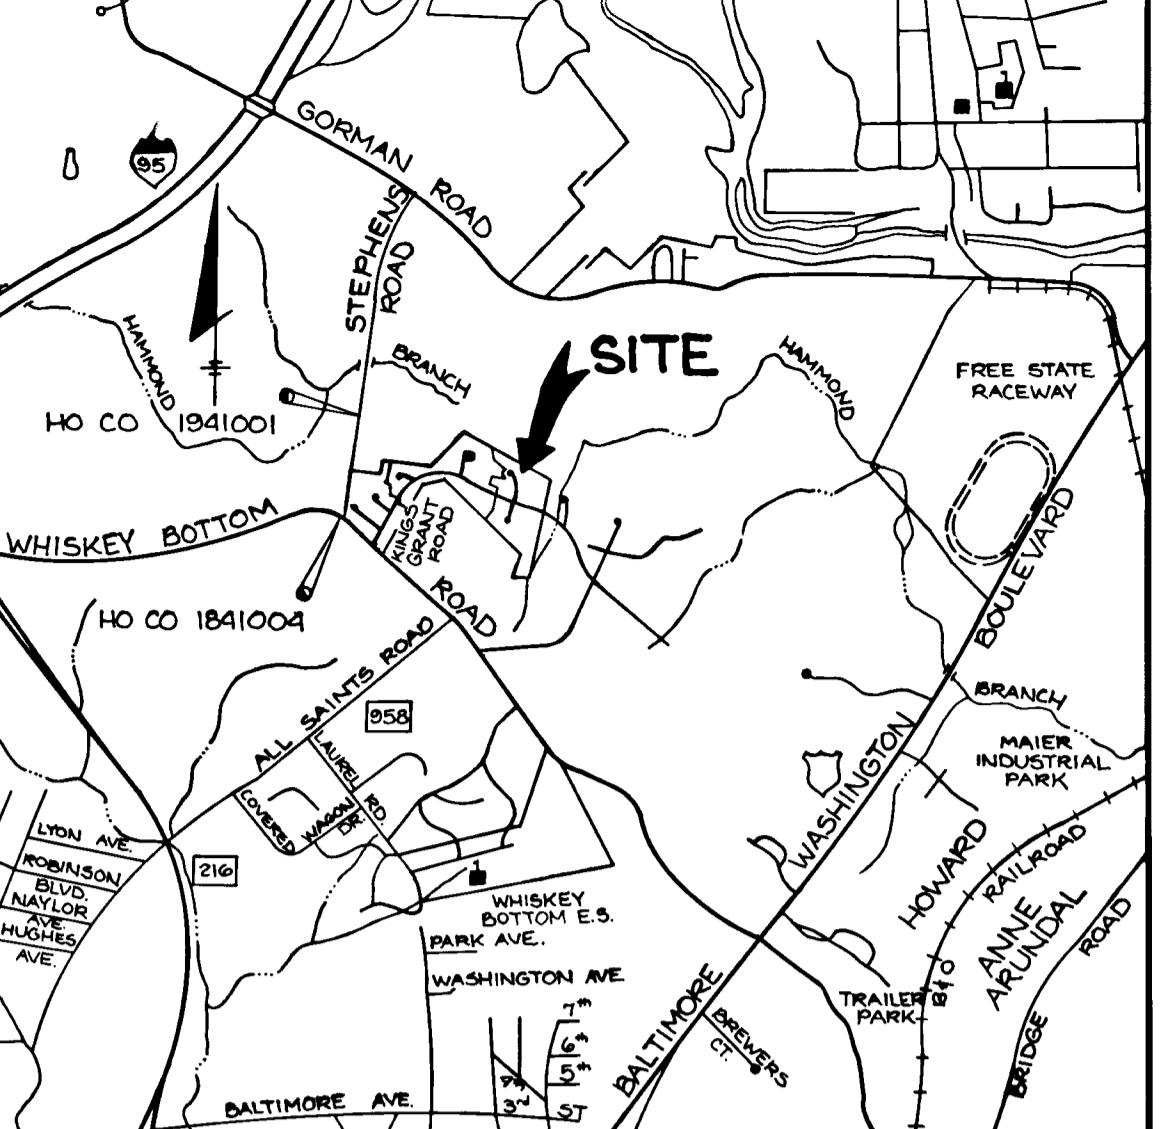 GORMAN ROAD
95
STEPHENS
ROAD
SITE
HAMMOND
BRANCH
HAMMOND
FREE STATE
RACEWAY
HO CO 1941001
WHISKEY BOTTOM
KINGS
GRANT
ROAD
ROAD
BOULEVARD
HO CO 1841004
ALL SAINTS ROAD
958
BRANCH
MAIER
INDUSTRIAL
PARK
WASHINGTON
LAUREL
RD.
COVERED
WAGON
DR.
LYON AVE.
ROBINSON
BLVD.
NAYLOR
AVE.
HUGHES
AVE.
216
HOWARD
RAILROAD
WHISKEY
BOTTOM E.S.
PARK AVE.
ANNE
ARUNDAL
ROAD
WASHINGTON AVE
B&O
TRAILER
PARK
BALTIMORE
BREWERS
CT.
BRIDGE
7th
6th
5th
4th
3rd
ST
BALTIMORE AVE.